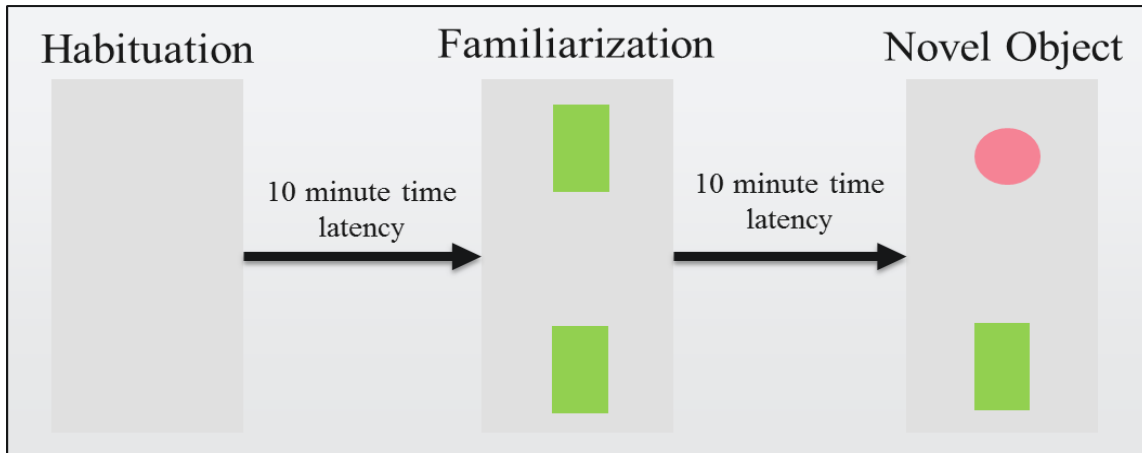 Habituation
Familiarization
Novel Object
10 minute time
latency
10 minute time
latency